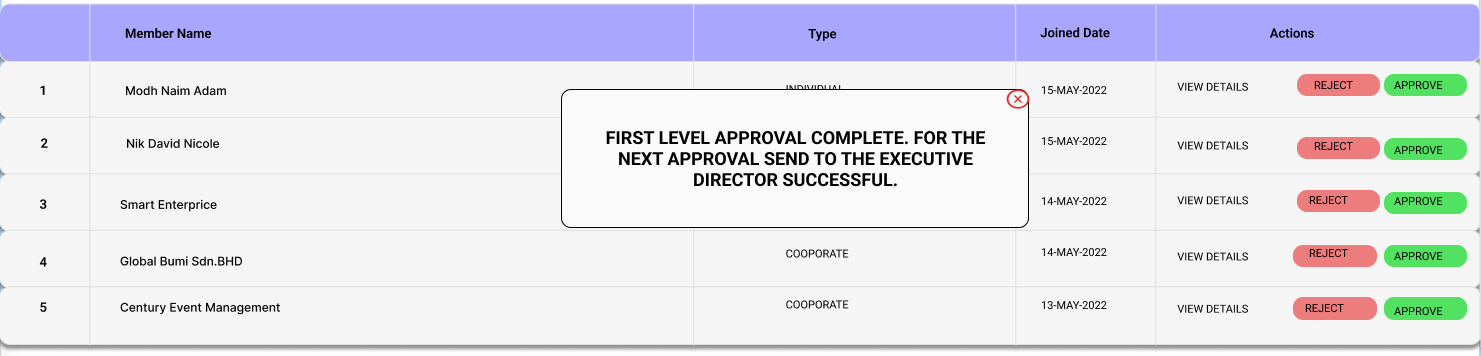 Member Name Type Joined Date Actions
1 Modh Naim Adam INDIVIDUAL 15-MAY-2022 VIEW DETAILS REJECT APPROVE
2 Nik David Nicole 15-MAY-2022 VIEW DETAILS REJECT APPROVE
FIRST LEVEL APPROVAL COMPLETE. FOR THE
NEXT APPROVAL SEND TO THE EXECUTIVE
DIRECTOR SUCCESSFUL.
3 Smart Enterprice 14-MAY-2022 VIEW DETAILS REJECT APPROVE
4 Global Bumi Sdn.BHD COOPORATE 14-MAY-2022 VIEW DETAILS REJECT APPROVE
5 Century Event Management COOPORATE 13-MAY-2022 VIEW DETAILS REJECT APPROVE